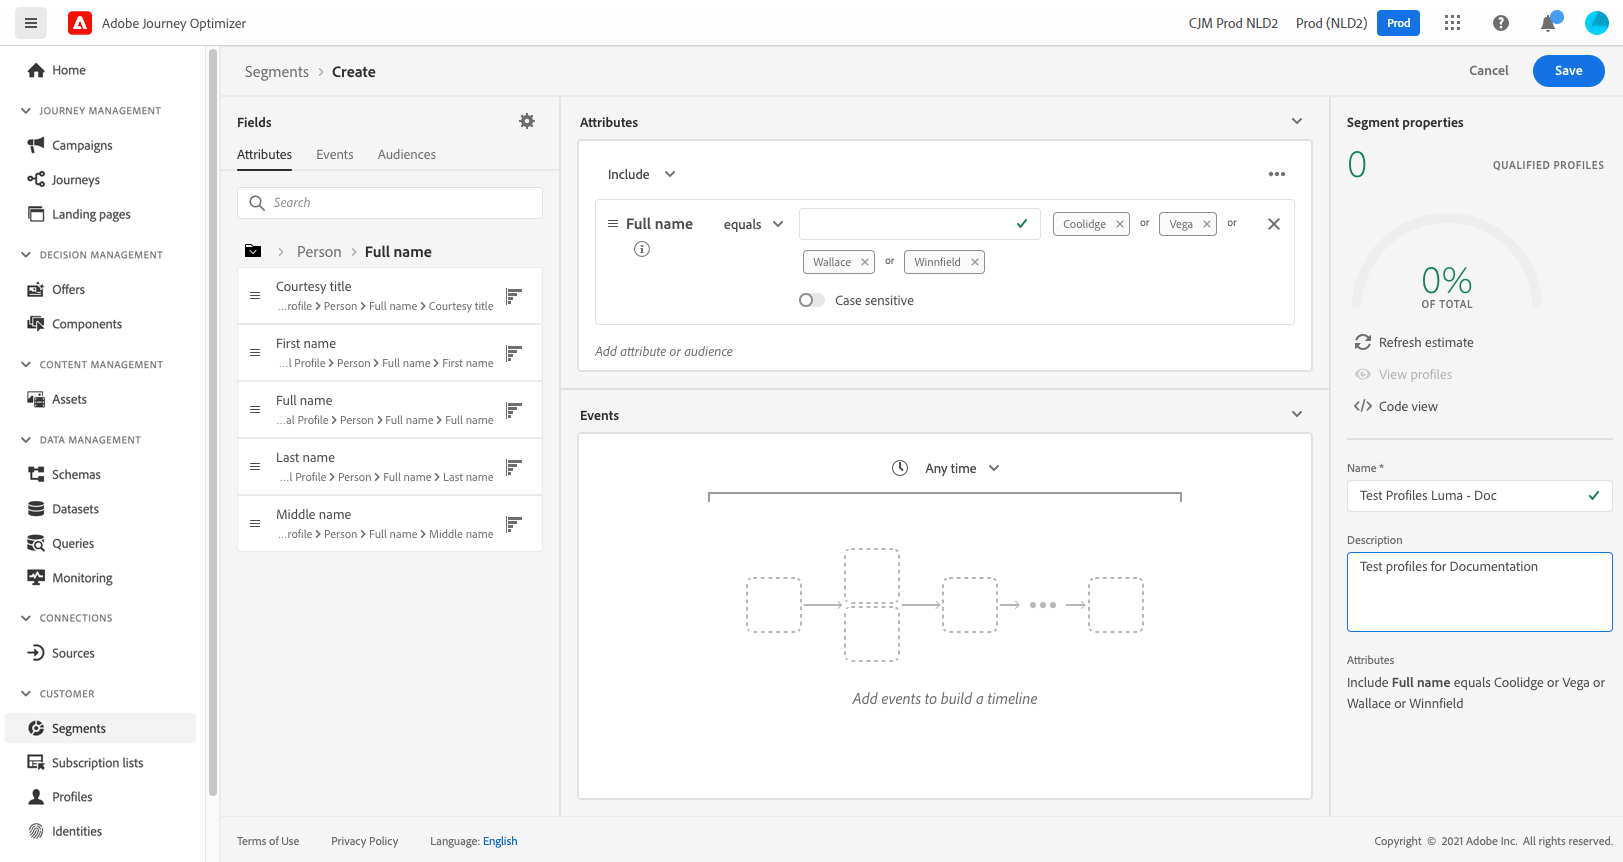 Adobe Journey Optimizer
CJM Prod NLD2
Prod (NLD2)
Prod
Home
JOURNEY MANAGEMENT
Campaigns
Journeys
Landing pages
DECISION MANAGEMENT
Offers
Components
CONTENT MANAGEMENT
Assets
DATA MANAGEMENT
Schemas
Datasets
Queries
Monitoring
CONNECTIONS
Sources
CUSTOMER
Segments
Subscription lists
Profiles
Identities
Segments > Create
Cancel
Save
Fields
Attributes Events Audiences
Search
Person > Full name
Courtesy title
...rofile > Person > Full name > Courtesy title
First name
...l Profile > Person > Full name > First name
Full name
...al Profile > Person > Full name > Full name
Last name
...l Profile > Person > Full name > Last name
Middle name
...rofile > Person > Full name > Middle name
Attributes
Include
Full name equals Coolidge or Vega or
Wallace or Winnfield
Case sensitive
Add attribute or audience
Events
Any time
Add events to build a timeline
Segment properties
0 QUALIFIED PROFILES
0%
OF TOTAL
Refresh estimate
View profiles
</> Code view
Name *
Test Profiles Luma - Doc
Description
Test profiles for Documentation
Attributes
Include Full name equals Coolidge or Vega or
Wallace or Winnfield
Terms of Use Privacy Policy Language: English
Copyright © 2021 Adobe Inc. All rights reserved.